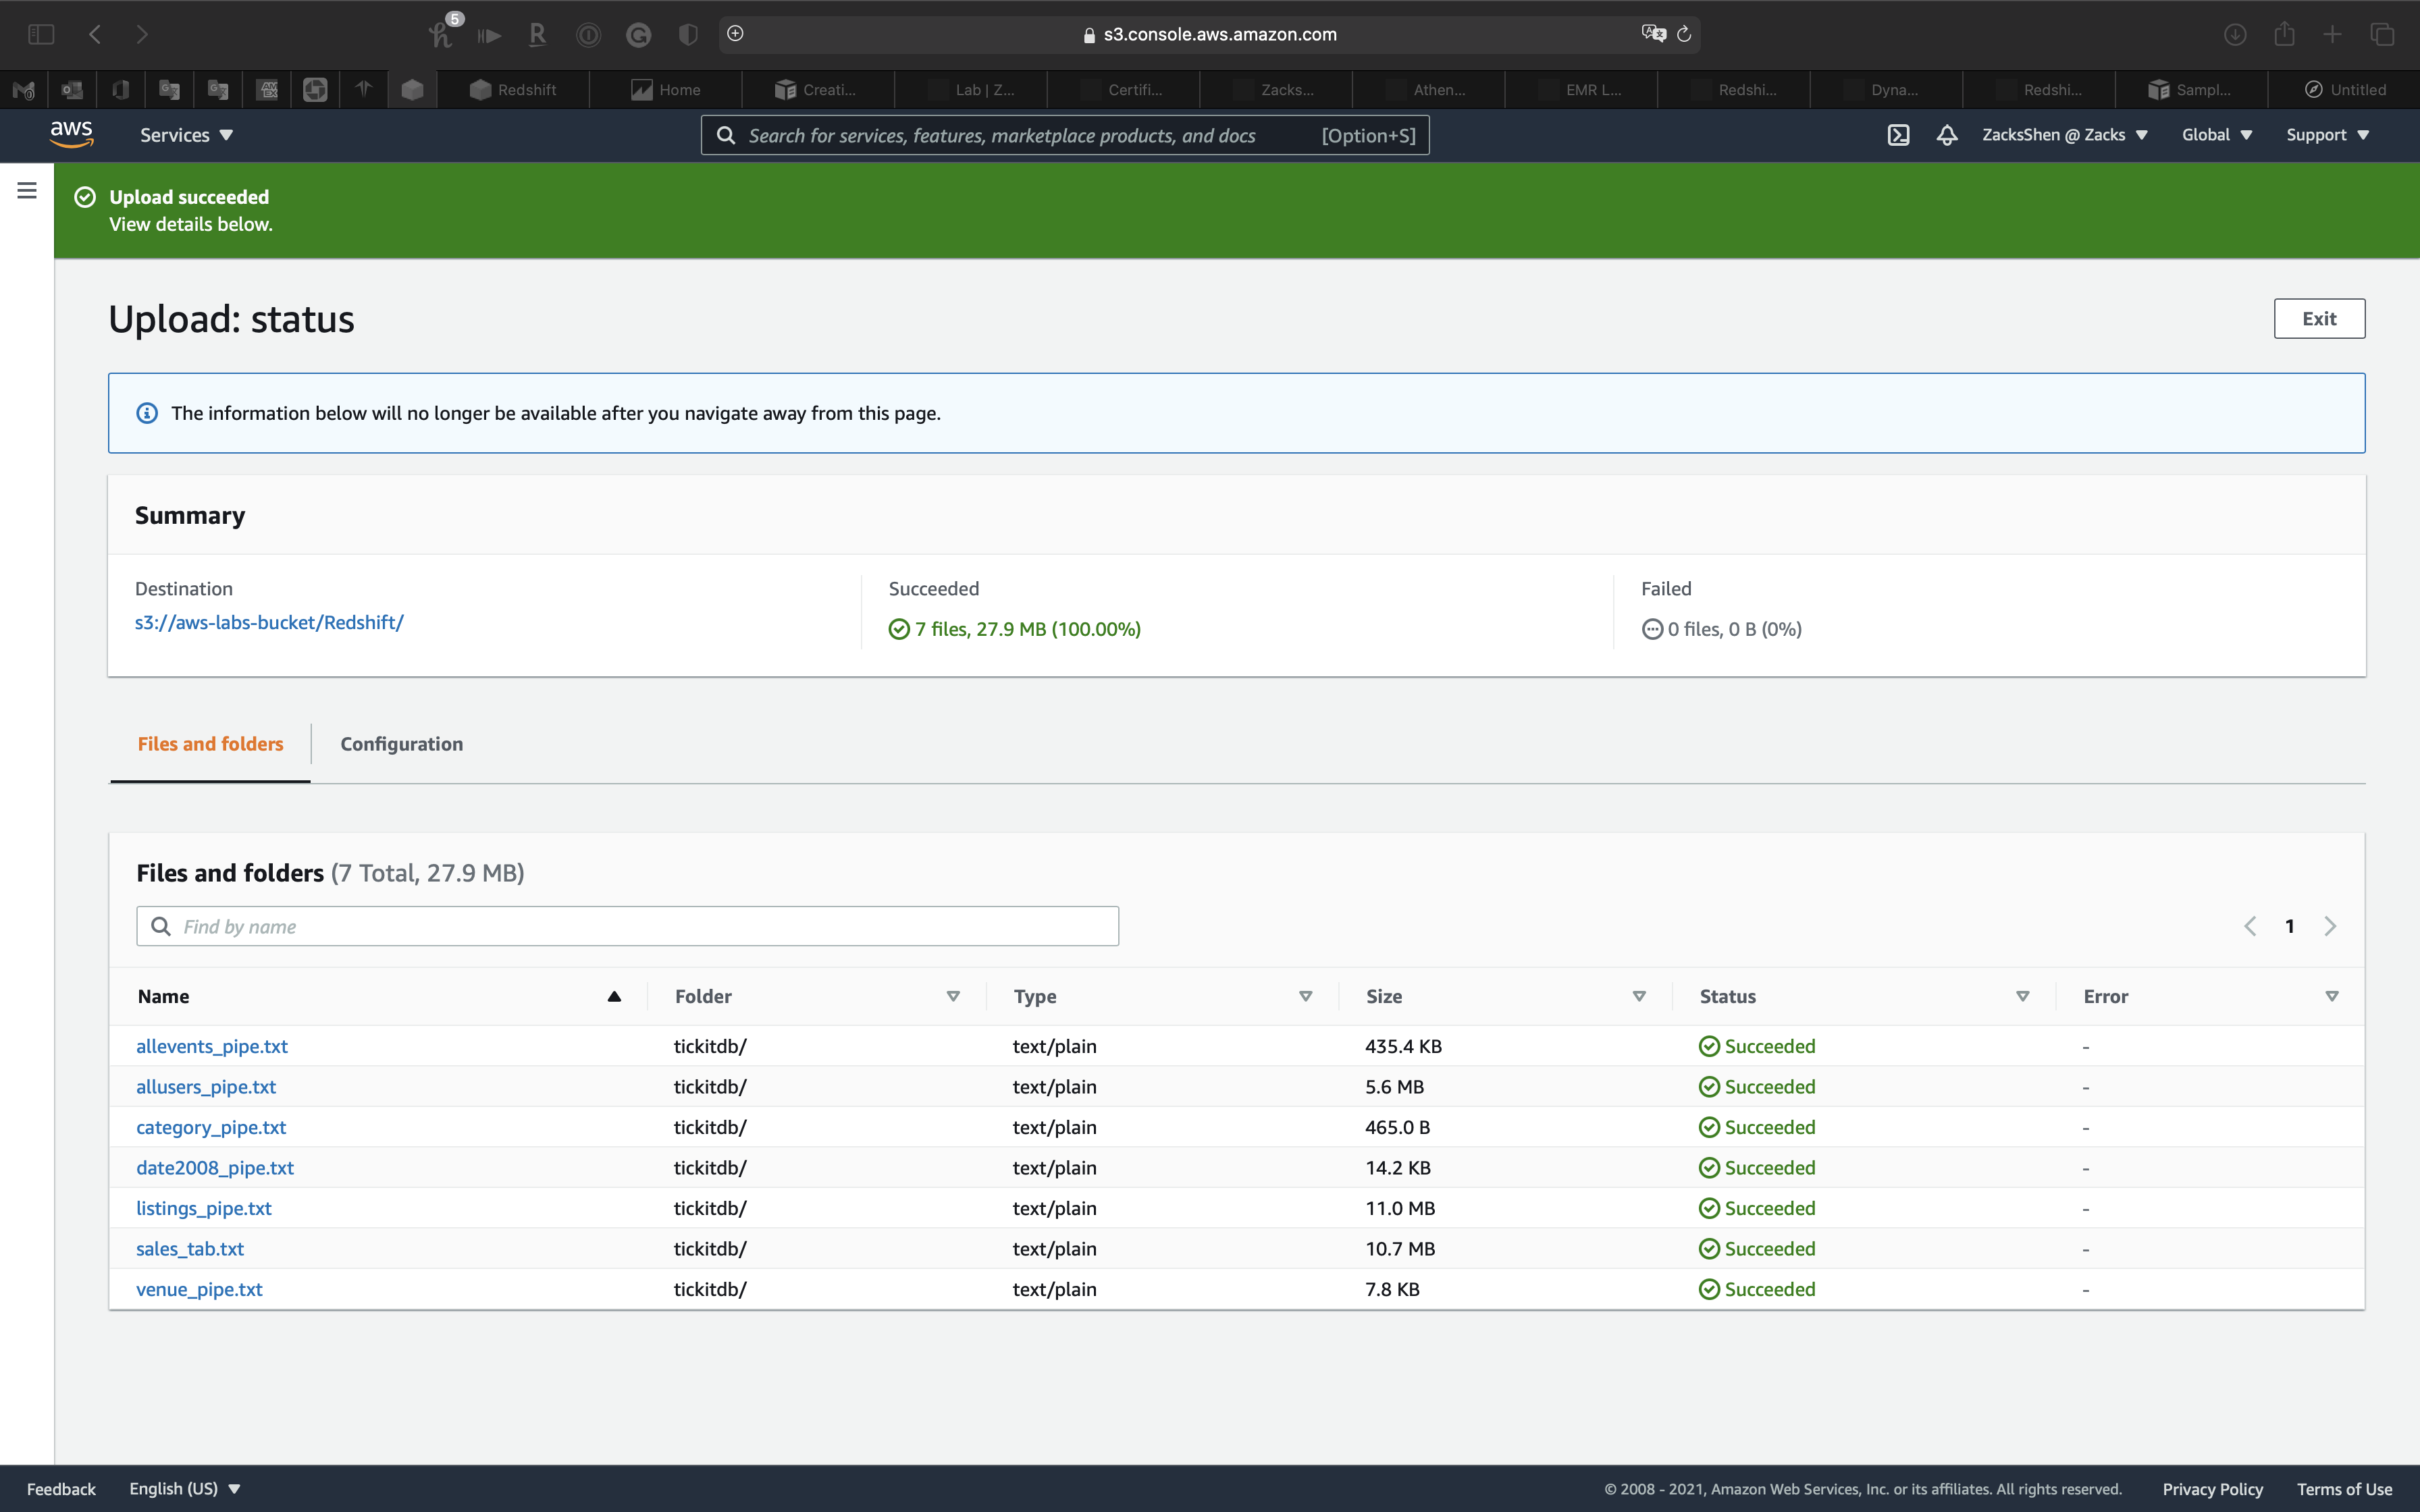 5
s3.console.aws.amazon.com
Redshift
Home
Creati...
Lab | Z...
Certifi...
Zacks...
Athen...
EMR L...
Redshi...
Dyna...
Redshi...
Sampl...
Untitled
aws
Services
Search for services, features, marketplace products, and docs [Option+S]
ZacksShen @ Zacks
Global
Support
Upload succeeded
View details below.
Upload: status
Exit
The information below will no longer be available after you navigate away from this page.
Summary
Destination
s3://aws-labs-bucket/Redshift/
Succeeded
7 files, 27.9 MB (100.00%)
Failed
0 files, 0 B (0%)
Files and folders
Configuration
Files and folders (7 Total, 27.9 MB)
Find by name
1
Name Folder Type Size Status Error
allevents_pipe.txt tickitdb/ text/plain 435.4 KB Succeeded -
allusers_pipe.txt tickitdb/ text/plain 5.6 MB Succeeded -
category_pipe.txt tickitdb/ text/plain 465.0 B Succeeded -
date2008_pipe.txt tickitdb/ text/plain 14.2 KB Succeeded -
listings_pipe.txt tickitdb/ text/plain 11.0 MB Succeeded -
sales_tab.txt tickitdb/ text/plain 10.7 MB Succeeded -
venue_pipe.txt tickitdb/ text/plain 7.8 KB Succeeded -
Feedback
English (US)
© 2008 - 2021, Amazon Web Services, Inc. or its affiliates. All rights reserved.
Privacy Policy
Terms of Use